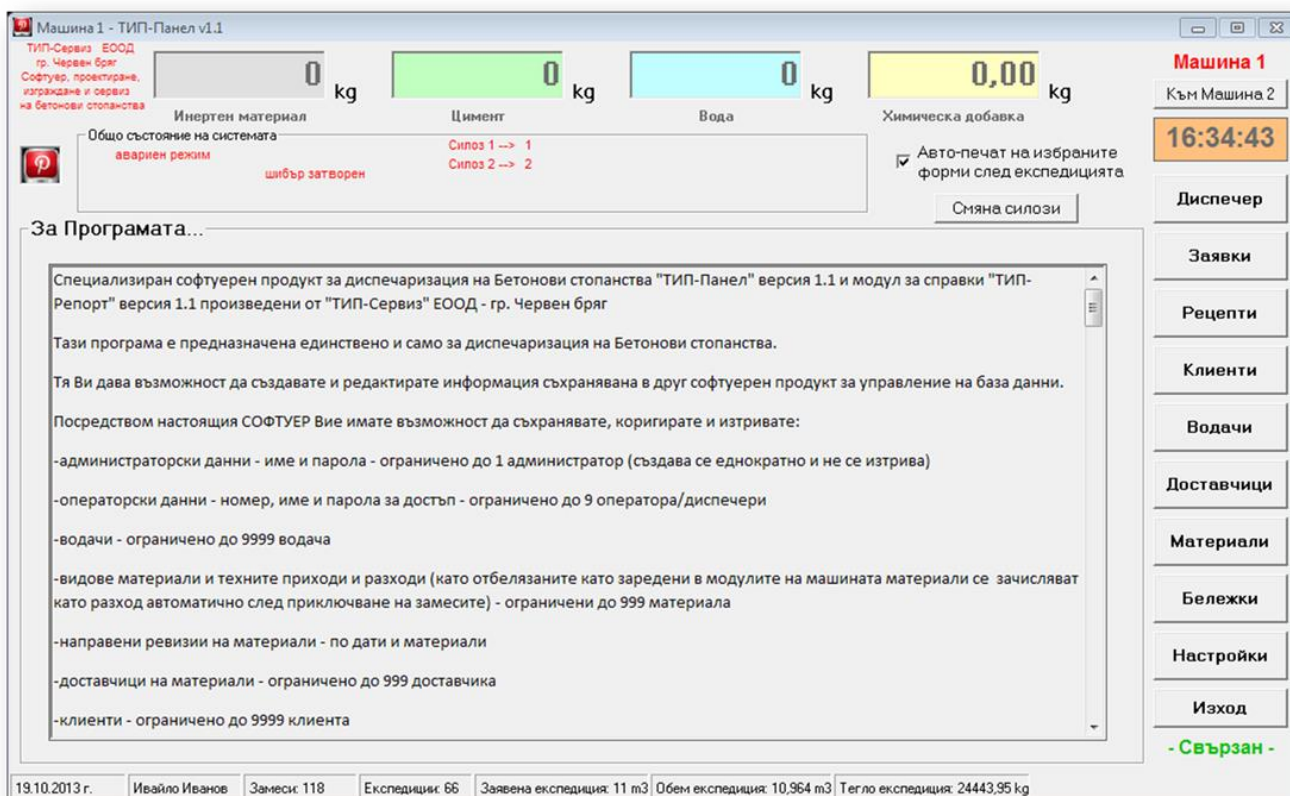 Машина 1 - ТИП-Панел v1.1
ТИП-Сервиз ЕООД
гр. Червен бряг
Софтуер, проектиране,
изграждане и сервиз
на бетонови стопанства
0 kg
Инертен материал
0 kg
Цимент
0 kg
Вода
0,00 kg
Химическа добавка
Машина 1
Към Машина 2
16:34:43
Общо състояние на системата
авариен режим
шибър затворен
Силоз 1 --> 1
Силоз 2 --> 2
Авто-печат на избраните
форми след експедицията
Смяна силози
За Програмата...
Специализиран софтуерен продукт за диспечаризация на Бетонови стопанства "ТИП-Панел" версия 1.1 и модул за справки "ТИП-
Репорт" версия 1.1 произведени от "ТИП-Сервиз" ЕООД - гр. Червен бряг
Тази програма е предназначена единствено и само за диспечаризация на Бетонови стопанства.
Тя Ви дава възможност да създавате и редактирате информация съхранявана в друг софтуерен продукт за управление на база данни.
Посредством настоящия СОФТУЕР Вие имате възможност да съхранявате, коригирате и изтривате:
-администраторски данни - име и парола - ограничено до 1 администратор (създава се еднократно и не се изтрива)
-операторски данни - номер, име и парола за достъп - ограничено до 9 оператора/диспечери
-водачи - ограничено до 9999 водача
-видове материали и техните приходи и разходи (като отбелязаните като заредени в модулите на машината материали се зачисляват
като разход автоматично след приключване на замесите) - ограничени до 999 материала
-направени ревизии на материали - по дати и материали
-доставчици на материали - ограничено до 999 доставчика
-клиенти - ограничено до 9999 клиента
Диспечер
Заявки
Рецепти
Клиенти
Водачи
Доставчици
Материали
Бележки
Настройки
Изход
- Свързан -
19.10.2013 г. Ивайло Иванов Замеси: 118 Експедиции: 66 Заявена експедиция: 11 m3 Обем експедиция: 10,964 m3 Тегло експедиция: 24443,95 kg